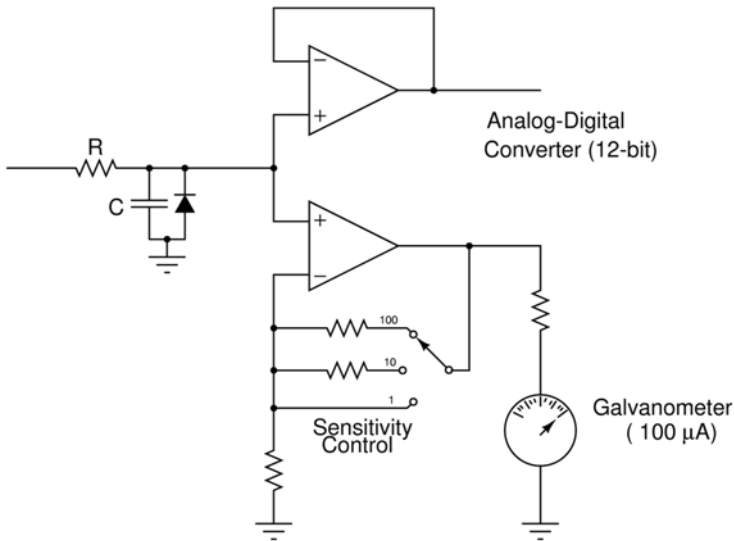 −
+
Analog-Digital
Converter (12-bit)
R
C
+
−
100
10
1
Sensitivity
Control
Galvanometer
( 100 μA)